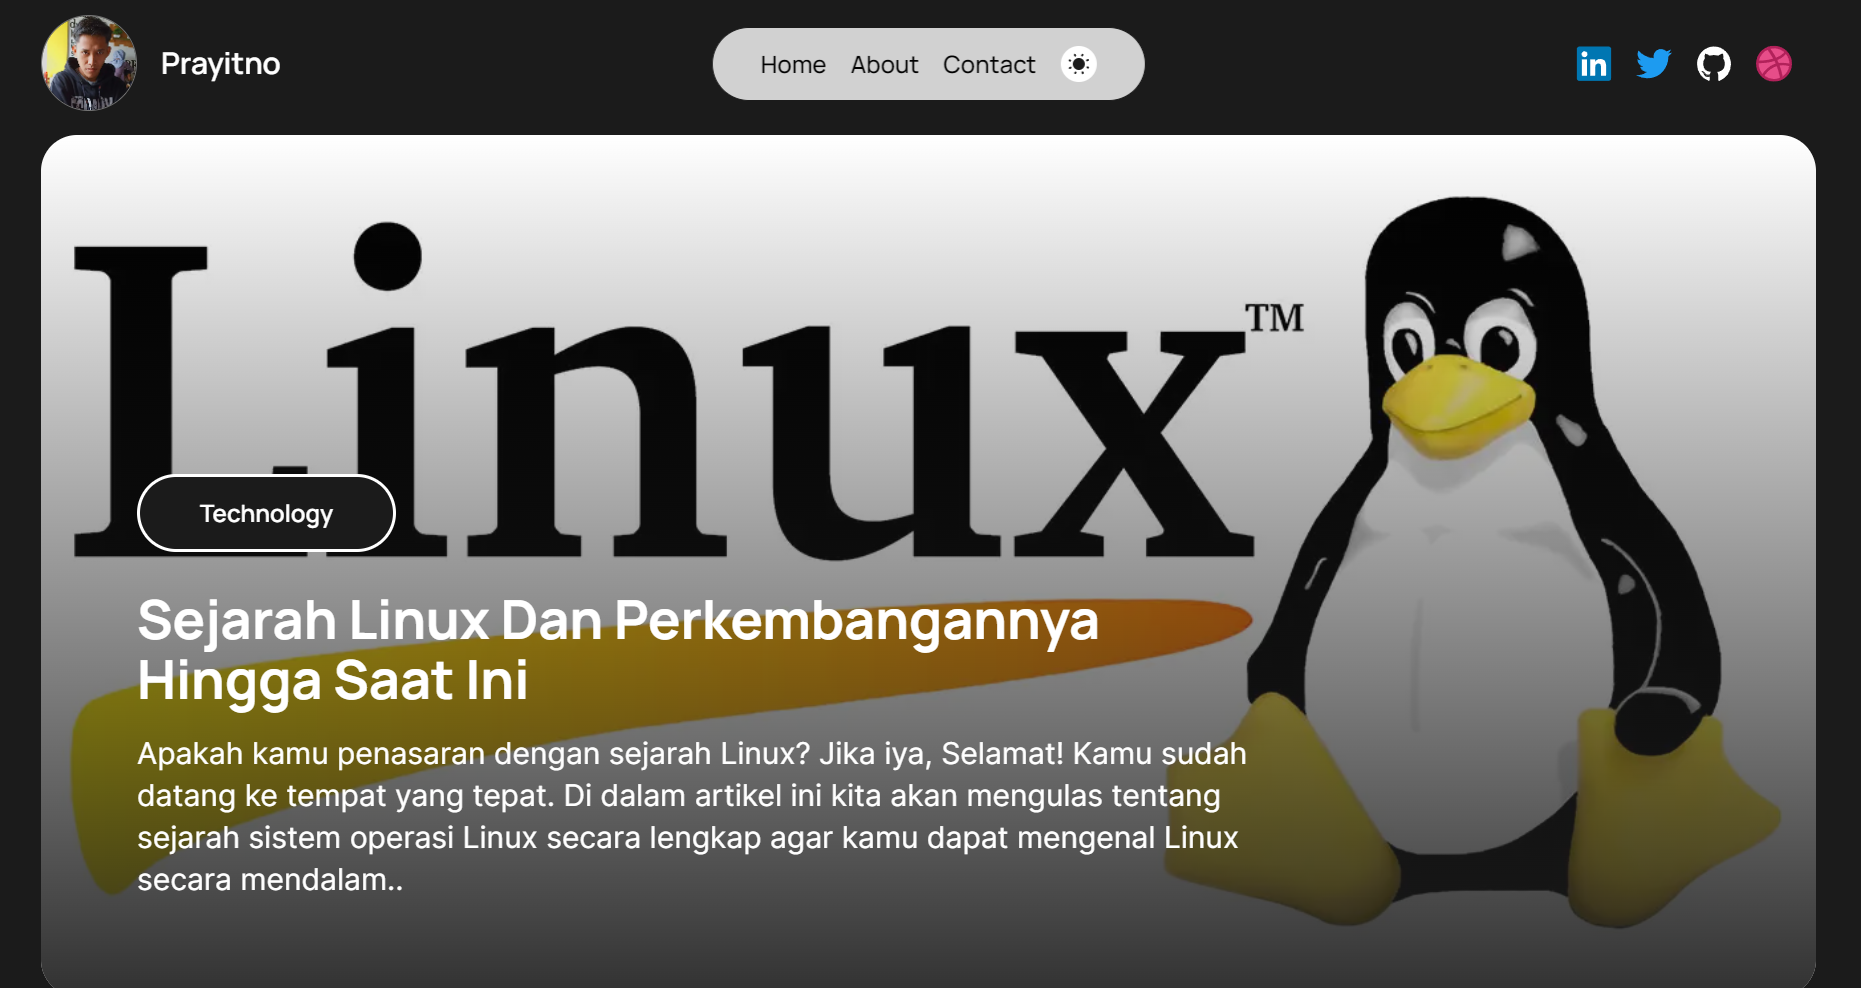 Prayitno
Home About Contact
Linux™
Technology
Sejarah Linux Dan Perkembangannya
Hingga Saat Ini
Apakah kamu penasaran dengan sejarah Linux? Jika iya, Selamat! Kamu sudah
datang ke tempat yang tepat. Di dalam artikel ini kita akan mengulas tentang
sejarah sistem operasi Linux secara lengkap agar kamu dapat mengenal Linux
secara mendalam..